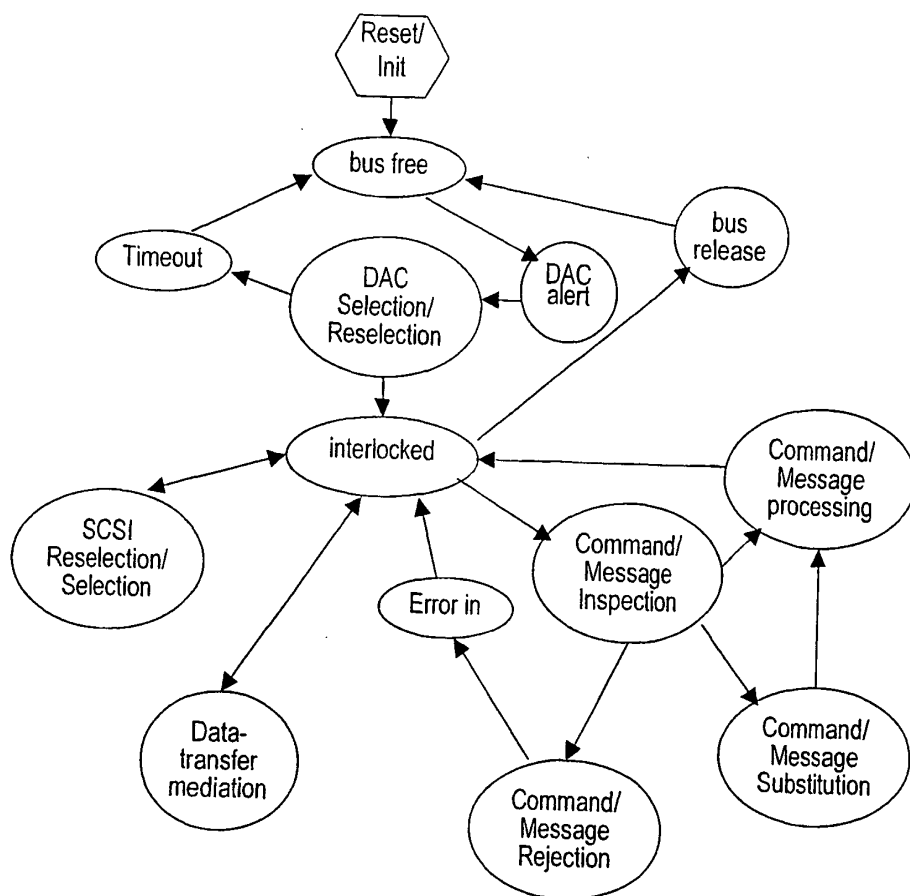 Reset/
Init
bus free
bus
release
Timeout
DAC
Selection/
Reselection
DAC
alert
interlocked
Command/
Message
processing
SCSI
Reselection/
Selection
Command/
Message
Inspection
Error in
Data-
transfer
mediation
Command/
Message
Substitution
Command/
Message
Rejection